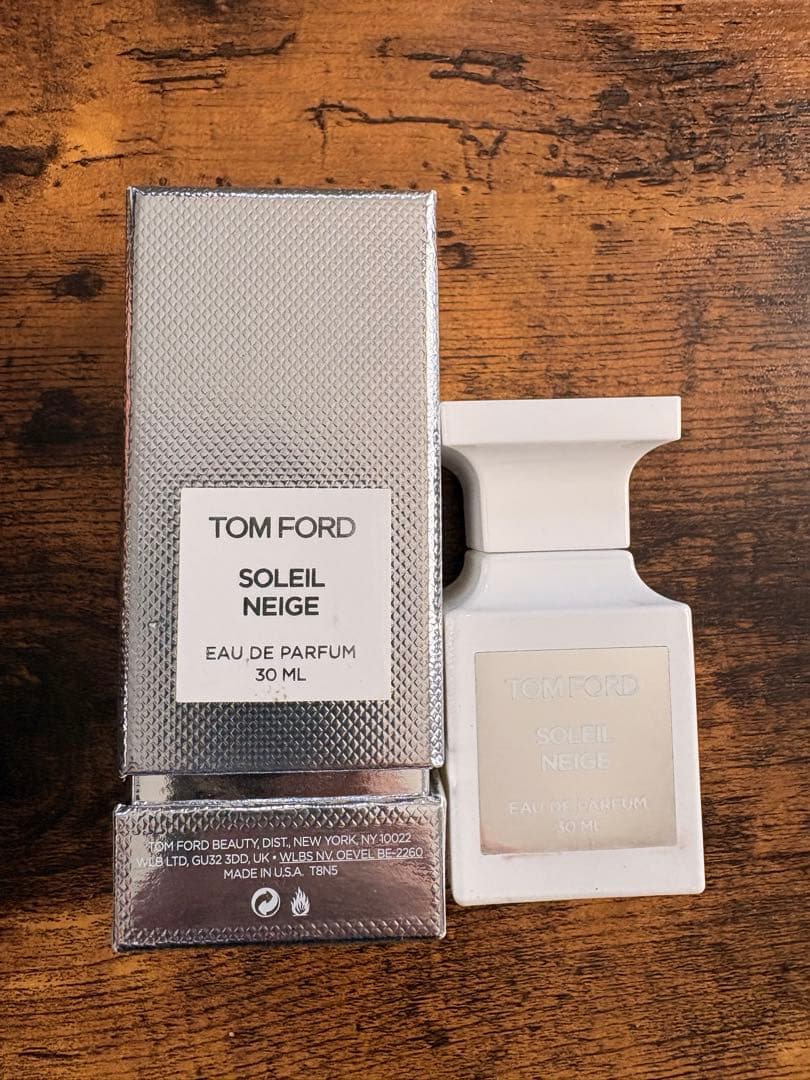 TOM FORD
SOLEIL
NEIGE
EAU DE PARFUM
30 ML
TOM FORD BEAUTY, DIST., NEW YORK, NY 10022
WLB LTD, GU32 3DD, UK • WLBS NV, OEVEL BE-2260
MADE IN U.S.A. T8N5
TOM FORD
SOLEIL
NEIGE
EAU DE PARFUM
30 ML